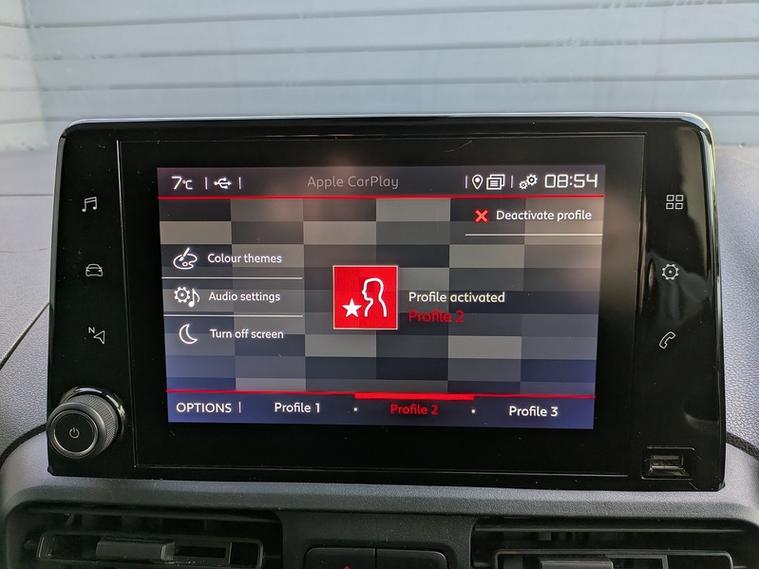 7°C Apple CarPlay 08:54
Deactivate profile
Colour themes
Audio settings
Turn off screen
Profile activated
Profile 2
OPTIONS Profile 1 Profile 2 Profile 3
N